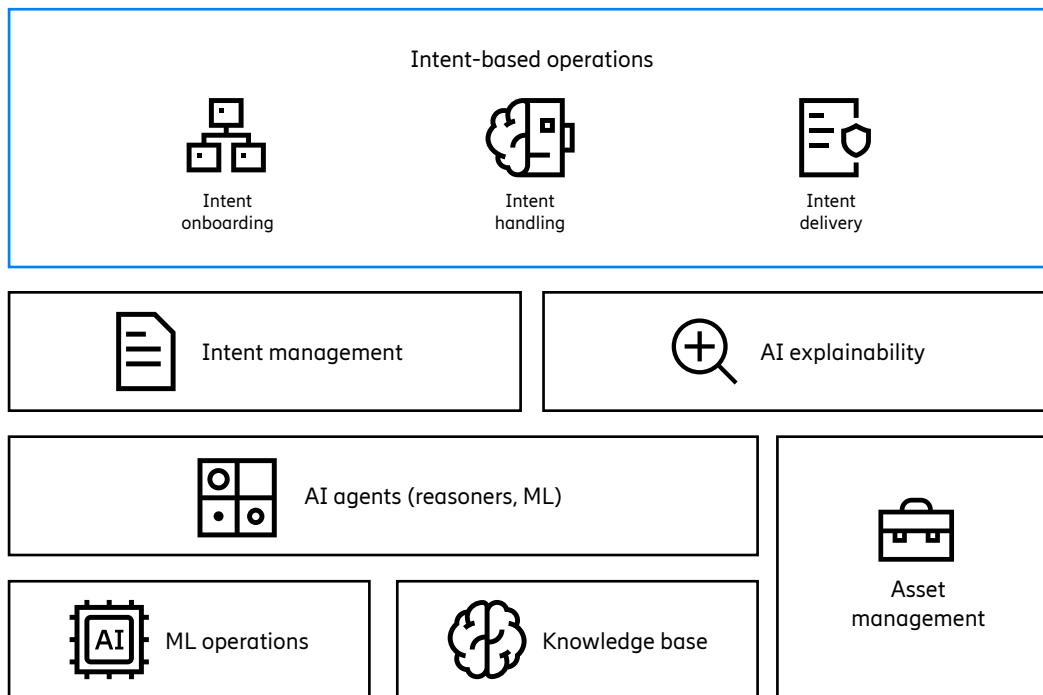 Intent-based operations
Intent
onboarding
Intent
handling
Intent
delivery
Intent management
AI explainability
AI agents (reasoners, ML)
Asset
management
AI
ML operations
Knowledge base